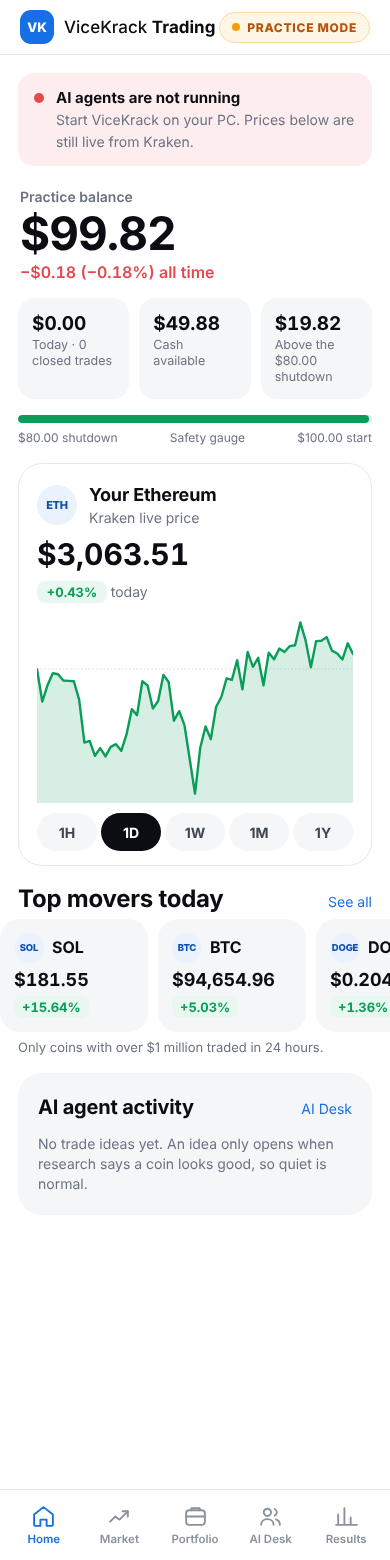 VK
ViceKrack Trading
PRACTICE MODE
AI agents are not running
Start ViceKrack on your PC. Prices below are
still live from Kraken.
Practice balance
$99.82
−$0.18 (−0.18%) all time
$0.00
Today · 0
closed trades
$49.88
Cash
available
$19.82
Above the
$80.00
shutdown
$80.00 shutdown
Safety gauge
$100.00 start
ETH
Your Ethereum
Kraken live price
$3,063.51
+0.43% today
1H
1D
1W
1M
1Y
Top movers today
See all
SOL
SOL
$181.55
+15.64%
BTC
BTC
$94,654.96
+5.03%
DOGE
DO
$0.204
+1.36%
Only coins with over $1 million traded in 24 hours.
AI agent activity
AI Desk
No trade ideas yet. An idea only opens when
research says a coin looks good, so quiet is
normal.
Home
Market
Portfolio
AI Desk
Results